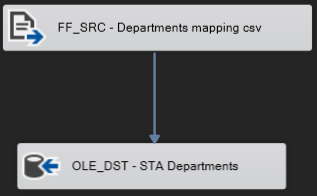 FF_SRC - Departments mapping csv
OLE_DST - STA Departments